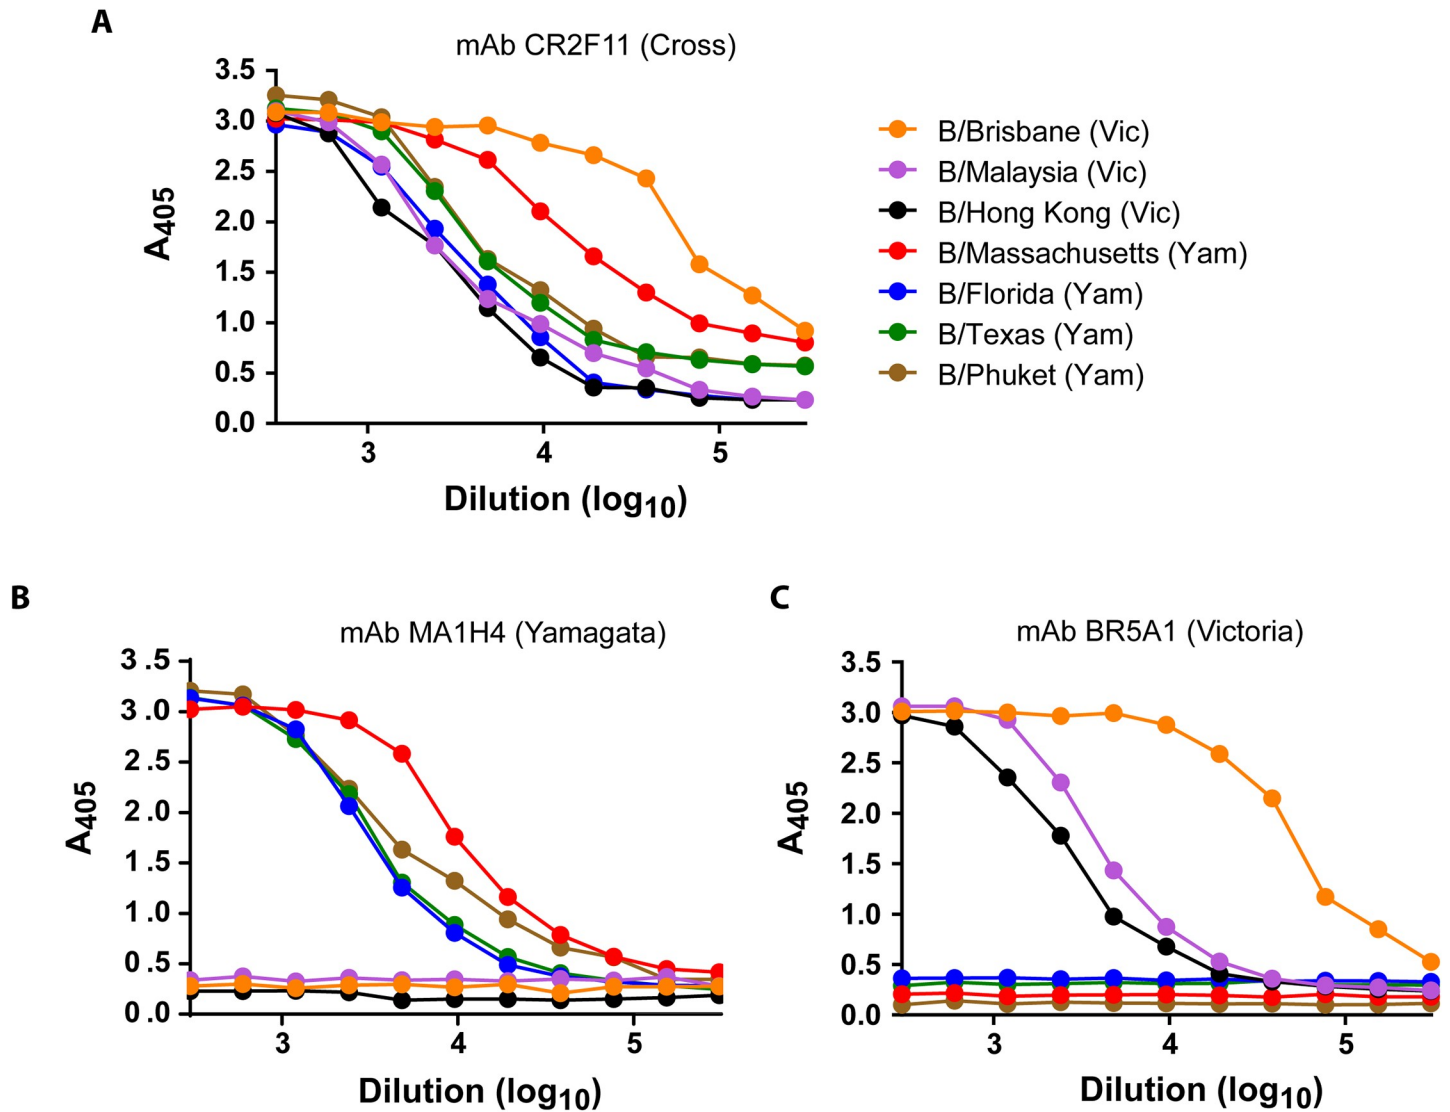 A
mAb CR2F11 (Cross)
3.5
3.0
2.5
2.0
1.5
1.0
0.5
0.0
A405
3 4 5
Dilution (log10)
B/Brisbane (Vic)
B/Malaysia (Vic)
B/Hong Kong (Vic)
B/Massachusetts (Yam)
B/Florida (Yam)
B/Texas (Yam)
B/Phuket (Yam)
B
mAb MA1H4 (Yamagata)
3.5
3.0
2.5
2.0
1.5
1.0
0.5
0.0
A405
3 4 5
Dilution (log10)
C
mAb BR5A1 (Victoria)
3.5
3.0
2.5
2.0
1.5
1.0
0.5
0.0
A405
3 4 5
Dilution (log10)